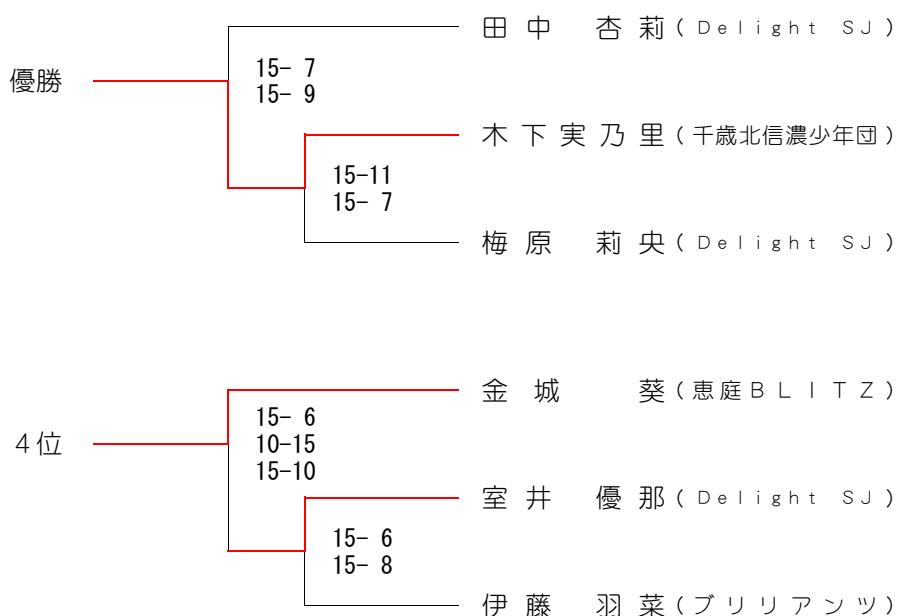 田中 杏莉(Delight SJ)
15- 7
15- 9
優勝
木下実乃里(千歳北信濃少年団)
15-11
15- 7
梅原 莉央(Delight SJ)
金城 葵(恵庭BLITZ)
15- 6
10-15
15-10
4位
室井 優那(Delight SJ)
15- 6
15- 8
伊藤 羽菜(ブリリアンツ)